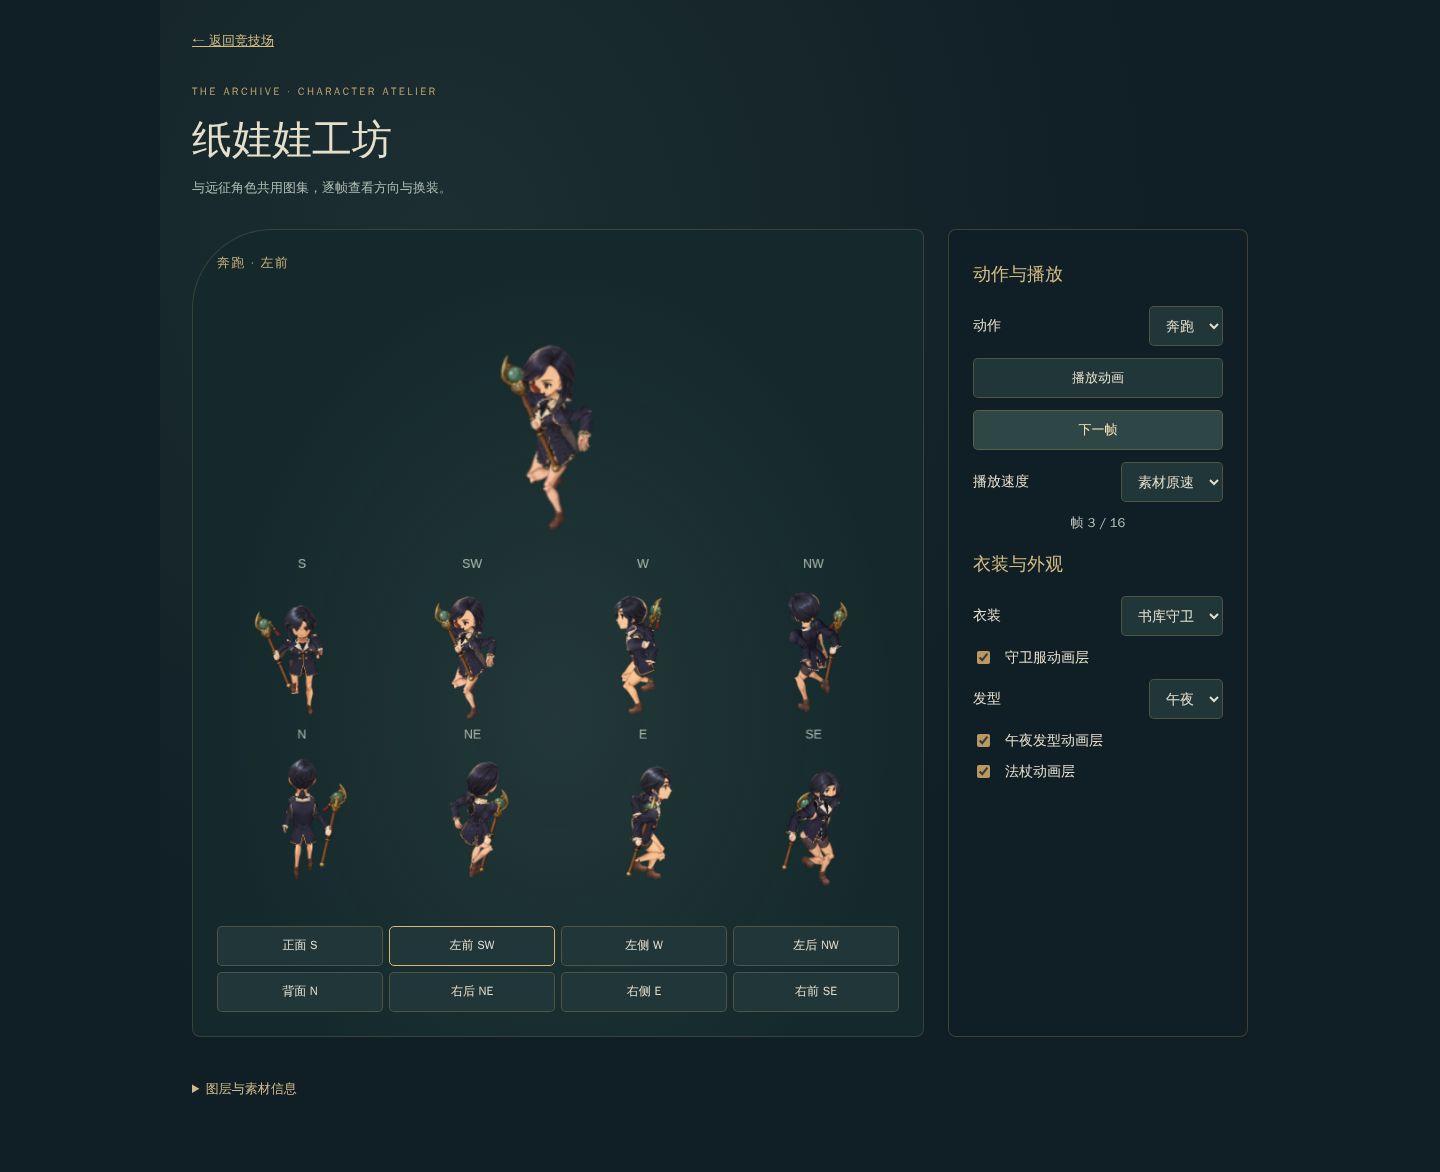 ← 返回竞技场
THE ARCHIVE · CHARACTER ATELIER
纸娃娃工坊
与远征角色共用图集，逐帧查看方向与换装。
奔跑 · 左前
S
SW
W
NW
N
NE
E
SE
正面 S
左前 SW
左侧 W
左后 NW
背面 N
右后 NE
右侧 E
右前 SE
动作与播放
动作
奔跑
播放动画
下一帧
播放速度
素材原速
帧 3 / 16
衣装与外观
衣装
书库守卫
守卫服动画层
发型
午夜
午夜发型动画层
法杖动画层
▶ 图层与素材信息